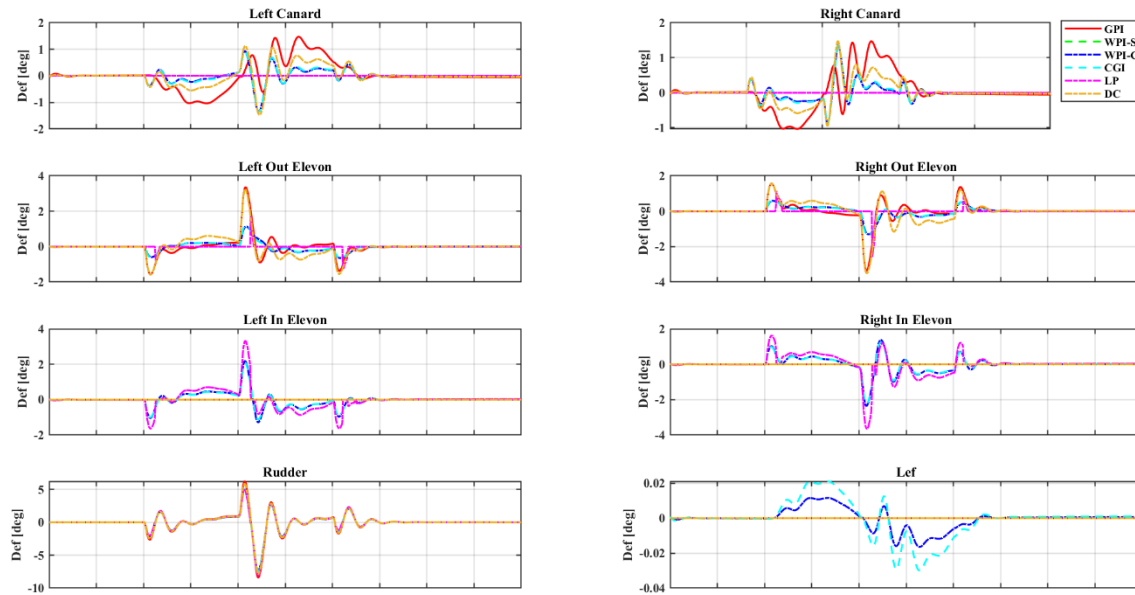 Left Canard
Def [deg]
2
1
0
-1
-2
Right Canard
2
1
0
-1
GPI
WPI-S
WPI-C
CGI
LP
DC
Left Out Elevon
Def [deg]
4
2
0
-2
Right Out Elevon
Def [deg]
2
0
-2
-4
Left In Elevon
Def [deg]
4
2
0
-2
Right In Elevon
Def [deg]
2
0
-2
-4
Rudder
Def [deg]
5
0
-5
-10
Lef
Def [deg]
0.02
0
-0.02
-0.04